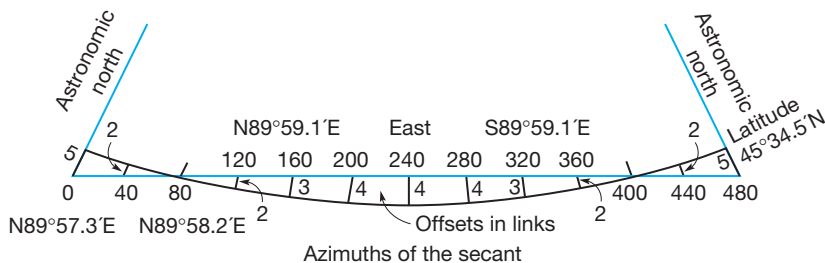 Astronomic
north
Astronomic
north
Latitude
45°34.5′N
N89°59.1′E East S89°59.1′E
2 2
5 120 160 200 240 280 320 360 5
3 4 4 4 3
0 40 80 400 440 480
N89°57.3′E N89°58.2′E 2 Offsets in links 2
Azimuths of the secant